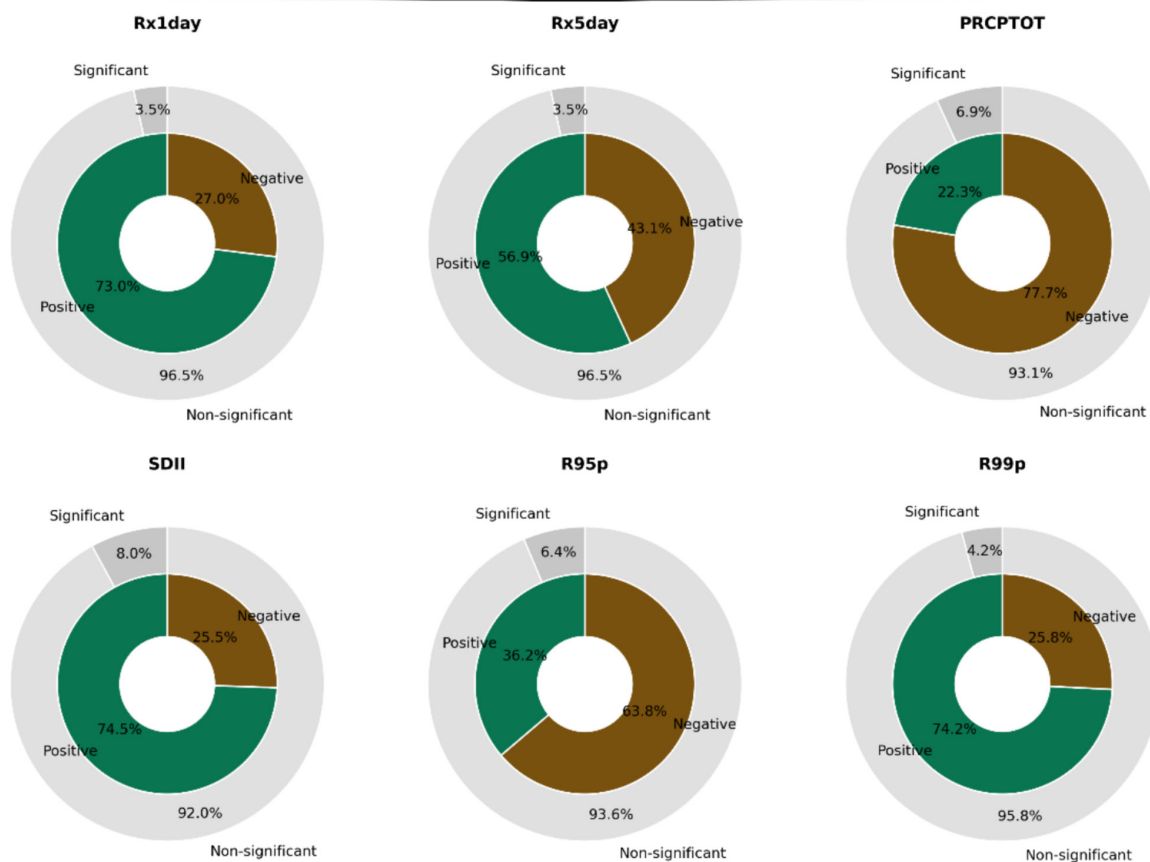 Rx1day
Significant
3.5%
Negative
27.0%
73.0%
Positive
96.5%
Non-significant
Rx5day
Significant
3.5%
Negative
43.1%
56.9%
Positive
96.5%
Non-significant
PRCPTOT
Significant
6.9%
Positive
22.3%
77.7%
Negative
93.1%
Non-significant
SDII
Significant
8.0%
Negative
25.5%
74.5%
Positive
92.0%
Non-significant
R95p
Significant
6.4%
Positive
36.2%
63.8%
Negative
93.6%
Non-significant
R99p
Significant
4.2%
Negative
25.8%
74.2%
Positive
95.8%
Non-significant